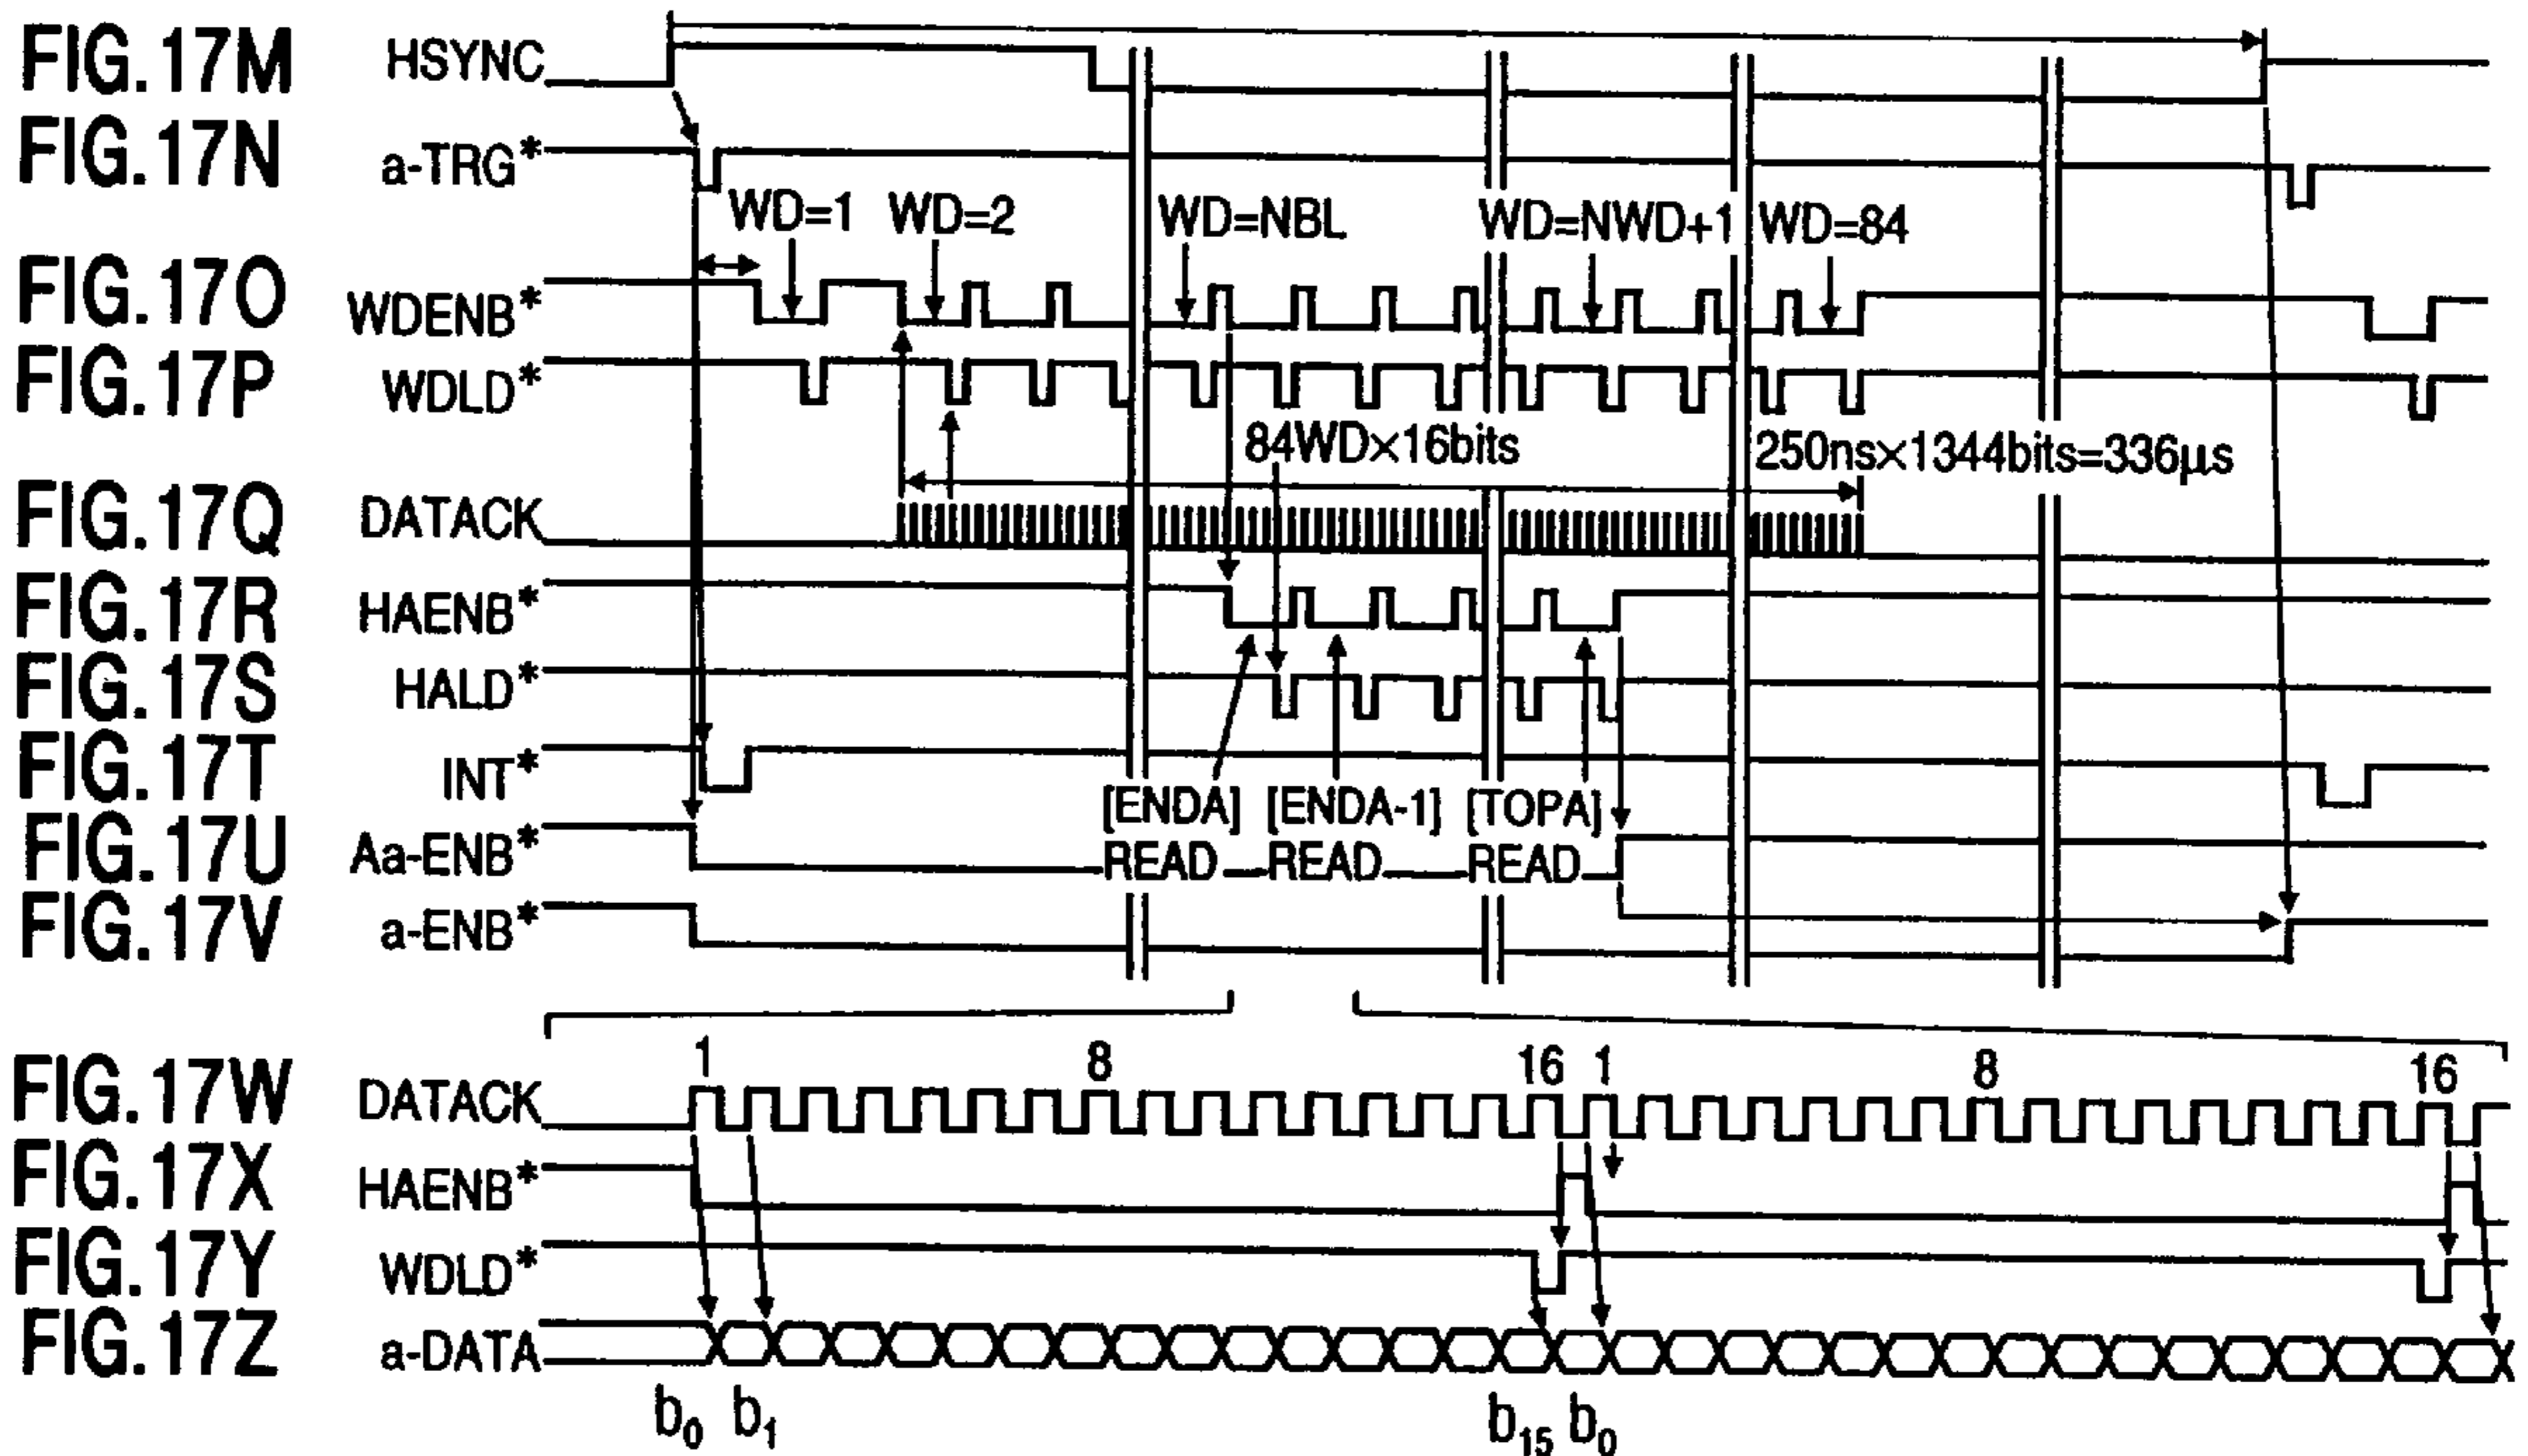 FIG.17M HSYNC
FIG.17N a-TRG*
WD=1 WD=2 WD=NBL WD=NWD+1 WD=84
FIG.17O WDENB*
FIG.17P WDLD*
84WD×16bits 250ns×1344bits=336μs
FIG.17Q DATACK
FIG.17R HAENB*
FIG.17S HALD*
FIG.17T INT*
[ENDA] [ENDA-1] [TOPA]
FIG.17U Aa-ENB* READ READ READ
FIG.17V a-ENB*
1 8 16 1 8 16
FIG.17W DATACK
FIG.17X HAENB*
FIG.17Y WDLD*
FIG.17Z a-DATA
b₀ b₁ b₁₅ b₀